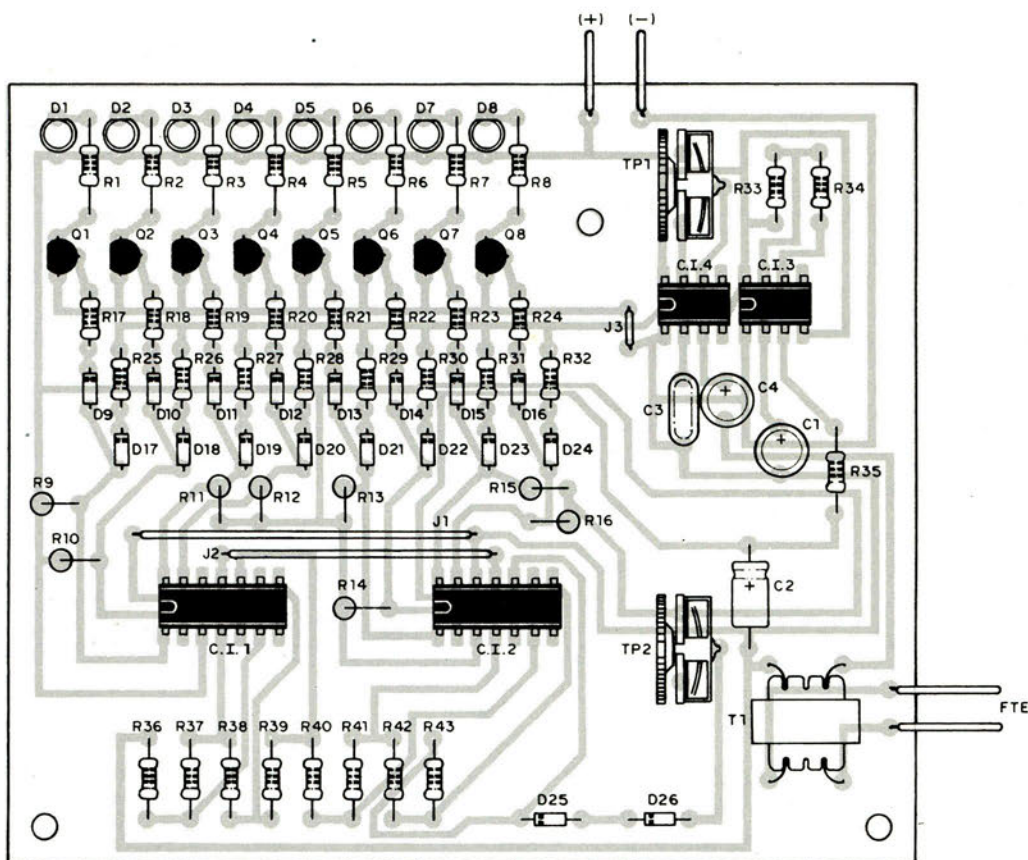 (+) (-)
D1 D2 D3 D4 D5 D6 D7 D8
TP1
R1 R2 R3 R4 R5 R6 R7 R8
R33 R34
Q1 Q2 Q3 Q4 Q5 Q6 Q7 Q8
C.I.4 C.I.3
R17 R18 R19 R20 R21 R22 R23 R24
J3
R25 R26 R27 R28 R29 R30 R31 R32
C4
C3
D9 D10 D11 D12 D13 D14 D15 D16
C1
D17 D18 D19 D20 D21 D22 D23 D24
R35
R9 R11 R12 R13 R15
R16
J1
R10 J2
R14
C2
+
+
+
C.I.1 C.I.2
TP2
T1 FTE
R36 R37 R38 R39 R40 R41 R42 R43
D25 D26